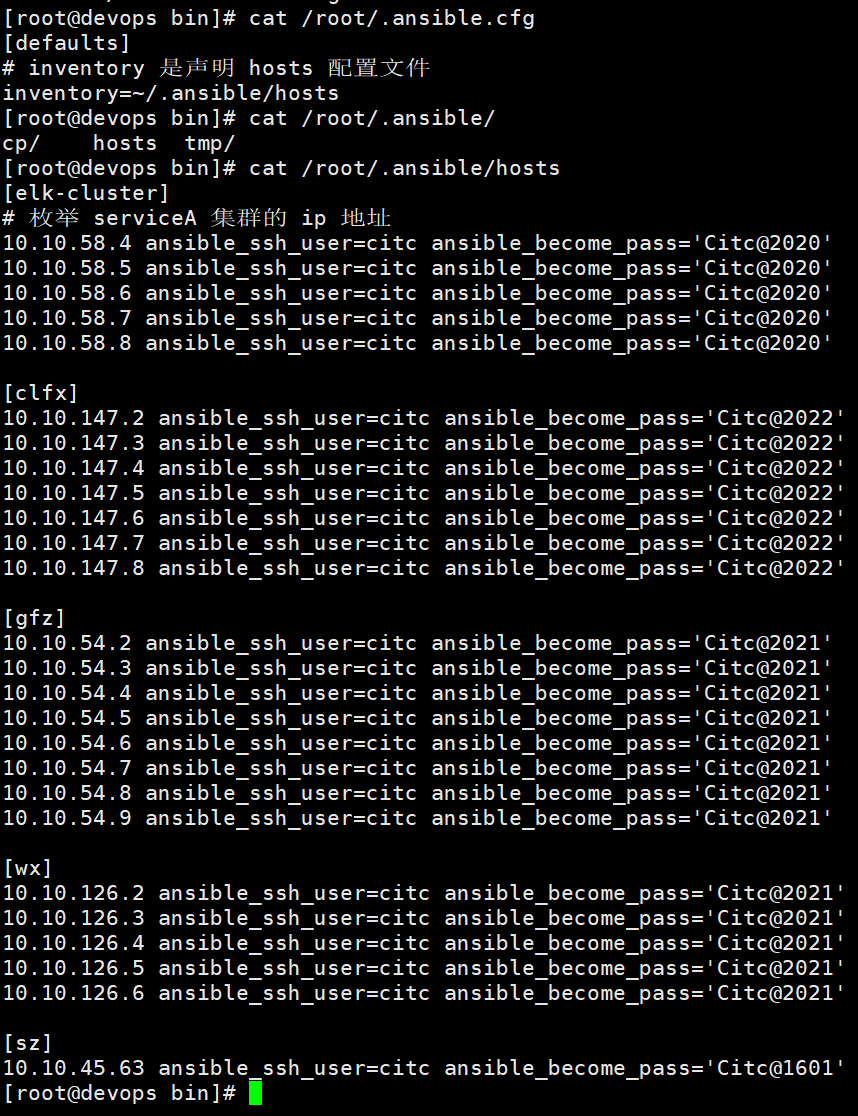 [root@devops bin]# cat /root/.ansible.cfg
[defaults]
# inventory 是声明 hosts 配置文件
inventory=~/.ansible/hosts
[root@devops bin]# cat /root/.ansible/
cp/    hosts  tmp/
[root@devops bin]# cat /root/.ansible/hosts
[elk-cluster]
# 枚举 serviceA 集群的 ip 地址
10.10.58.4 ansible_ssh_user=citc ansible_become_pass='Citc@2020'
10.10.58.5 ansible_ssh_user=citc ansible_become_pass='Citc@2020'
10.10.58.6 ansible_ssh_user=citc ansible_become_pass='Citc@2020'
10.10.58.7 ansible_ssh_user=citc ansible_become_pass='Citc@2020'
10.10.58.8 ansible_ssh_user=citc ansible_become_pass='Citc@2020'

[clfx]
10.10.147.2 ansible_ssh_user=citc ansible_become_pass='Citc@2022'
10.10.147.3 ansible_ssh_user=citc ansible_become_pass='Citc@2022'
10.10.147.4 ansible_ssh_user=citc ansible_become_pass='Citc@2022'
10.10.147.5 ansible_ssh_user=citc ansible_become_pass='Citc@2022'
10.10.147.6 ansible_ssh_user=citc ansible_become_pass='Citc@2022'
10.10.147.7 ansible_ssh_user=citc ansible_become_pass='Citc@2022'
10.10.147.8 ansible_ssh_user=citc ansible_become_pass='Citc@2022'

[gfz]
10.10.54.2 ansible_ssh_user=citc ansible_become_pass='Citc@2021'
10.10.54.3 ansible_ssh_user=citc ansible_become_pass='Citc@2021'
10.10.54.4 ansible_ssh_user=citc ansible_become_pass='Citc@2021'
10.10.54.5 ansible_ssh_user=citc ansible_become_pass='Citc@2021'
10.10.54.6 ansible_ssh_user=citc ansible_become_pass='Citc@2021'
10.10.54.7 ansible_ssh_user=citc ansible_become_pass='Citc@2021'
10.10.54.8 ansible_ssh_user=citc ansible_become_pass='Citc@2021'
10.10.54.9 ansible_ssh_user=citc ansible_become_pass='Citc@2021'

[wx]
10.10.126.2 ansible_ssh_user=citc ansible_become_pass='Citc@2021'
10.10.126.3 ansible_ssh_user=citc ansible_become_pass='Citc@2021'
10.10.126.4 ansible_ssh_user=citc ansible_become_pass='Citc@2021'
10.10.126.5 ansible_ssh_user=citc ansible_become_pass='Citc@2021'
10.10.126.6 ansible_ssh_user=citc ansible_become_pass='Citc@2021'

[sz]
10.10.45.63 ansible_ssh_user=citc ansible_become_pass='Citc@1601'
[root@devops bin]#